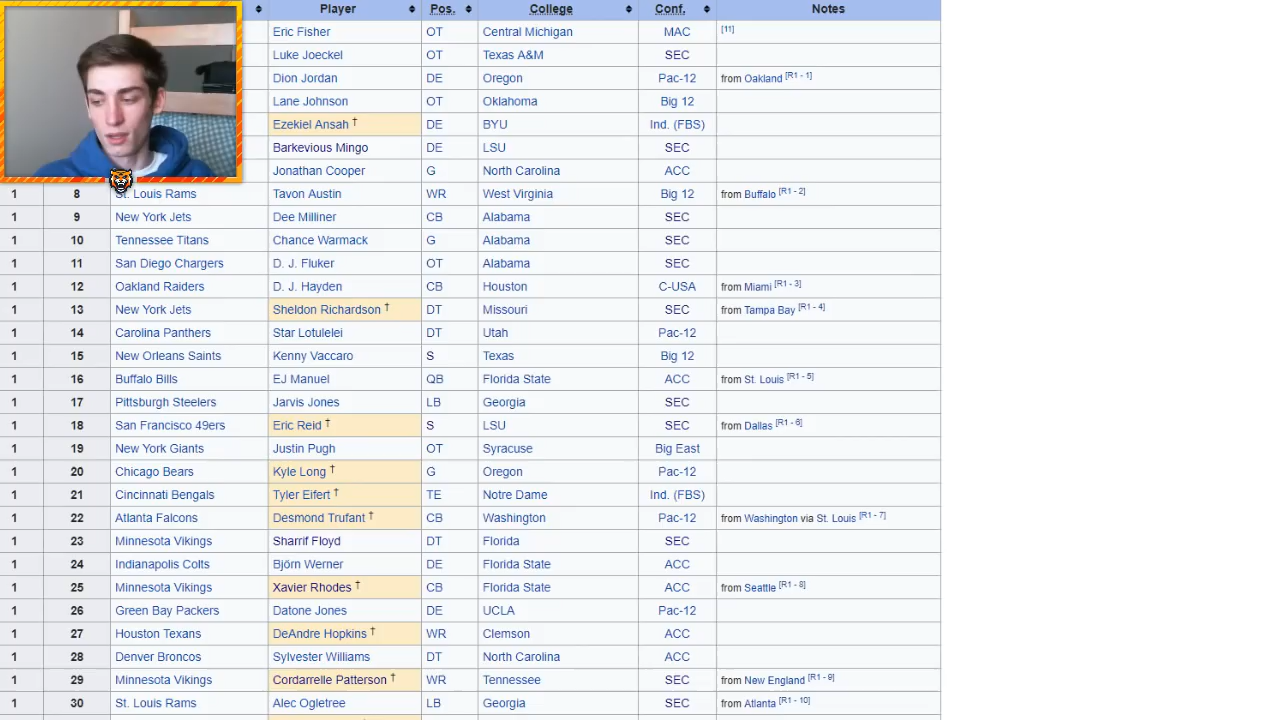 Player Pos. College Conf. Notes
Eric Fisher OT Central Michigan MAC [11]
Luke Joeckel OT Texas A&M SEC
Dion Jordan DE Oregon Pac-12 from Oakland [R1 - 1]
Lane Johnson OT Oklahoma Big 12
Ezekiel Ansah † DE BYU Ind. (FBS)
Barkevious Mingo DE LSU SEC
Jonathan Cooper G North Carolina ACC
1 8 St. Louis Rams Tavon Austin WR West Virginia Big 12 from Buffalo [R1 - 2]
1 9 New York Jets Dee Milliner CB Alabama SEC
1 10 Tennessee Titans Chance Warmack G Alabama SEC
1 11 San Diego Chargers D. J. Fluker OT Alabama SEC
1 12 Oakland Raiders D. J. Hayden CB Houston C-USA from Miami [R1 - 3]
1 13 New York Jets Sheldon Richardson † DT Missouri SEC from Tampa Bay [R1 - 4]
1 14 Carolina Panthers Star Lotulelei DT Utah Pac-12
1 15 New Orleans Saints Kenny Vaccaro S Texas Big 12
1 16 Buffalo Bills EJ Manuel QB Florida State ACC from St. Louis [R1 - 5]
1 17 Pittsburgh Steelers Jarvis Jones LB Georgia SEC
1 18 San Francisco 49ers Eric Reid † S LSU SEC from Dallas [R1 - 6]
1 19 New York Giants Justin Pugh OT Syracuse Big East
1 20 Chicago Bears Kyle Long † G Oregon Pac-12
1 21 Cincinnati Bengals Tyler Eifert † TE Notre Dame Ind. (FBS)
1 22 Atlanta Falcons Desmond Trufant † CB Washington Pac-12 from Washington via St. Louis [R1 - 7]
1 23 Minnesota Vikings Sharrif Floyd DT Florida SEC
1 24 Indianapolis Colts Björn Werner DE Florida State ACC
1 25 Minnesota Vikings Xavier Rhodes † CB Florida State ACC from Seattle [R1 - 8]
1 26 Green Bay Packers Datone Jones DE UCLA Pac-12
1 27 Houston Texans DeAndre Hopkins † WR Clemson ACC
1 28 Denver Broncos Sylvester Williams DT North Carolina ACC
1 29 Minnesota Vikings Cordarrelle Patterson † WR Tennessee SEC from New England [R1 - 9]
1 30 St. Louis Rams Alec Ogletree LB Georgia SEC from Atlanta [R1 - 10]